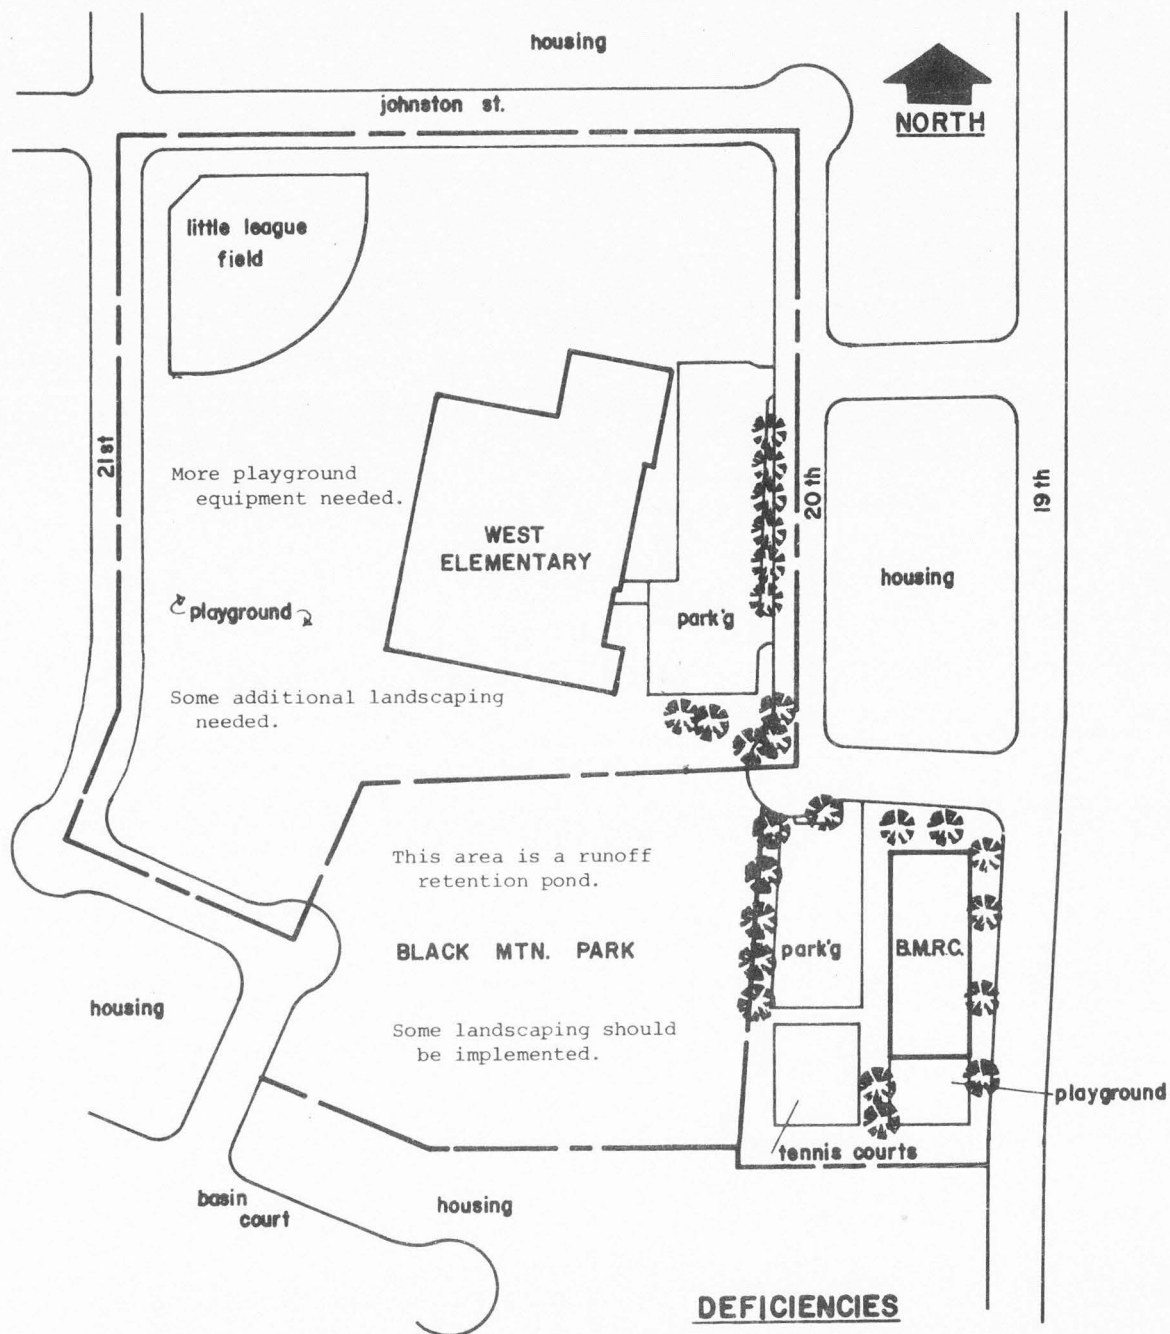 housing
johnston st.
NORTH
little league
field
21st
More playground
equipment needed.
WEST
ELEMENTARY
20th
19th
housing
playground
park'g
Some additional landscaping
needed.
This area is a runoff
retention pond.
BLACK MTN. PARK
park'g
B.M.R.C.
housing
Some landscaping should
be implemented.
playground
tennis courts
basin
court
housing
DEFICIENCIES